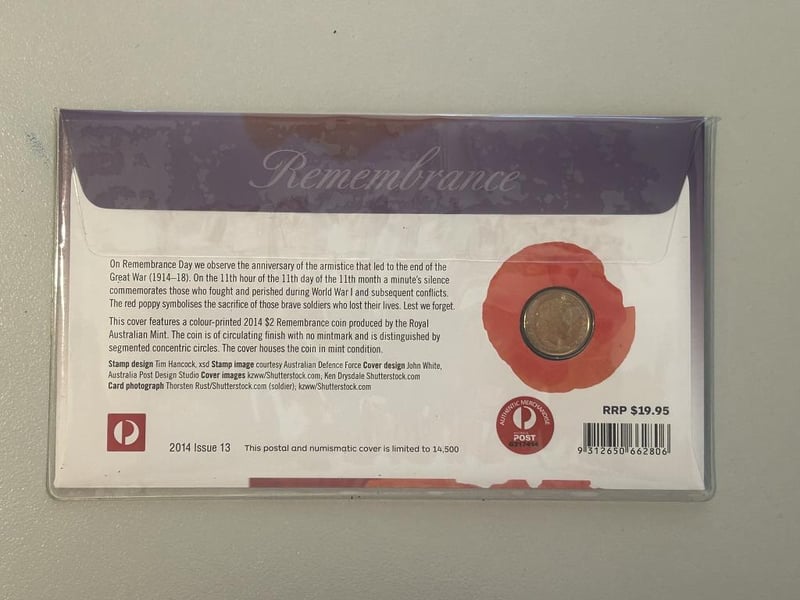 Remembrance
On Remembrance Day we observe the anniversary of the armistice that led to the end of the
Great War (1914–18). On the 11th hour of the 11th day of the 11th month a minute's silence
commemorates those who fought and perished during World War I and subsequent conflicts.
The red poppy symbolises the sacrifice of those brave soldiers who lost their lives. Lest we forget.
This cover features a colour-printed 2014 $2 Remembrance coin produced by the Royal
Australian Mint. The coin is of circulating finish with no mintmark and is distinguished by
segmented concentric circles. The cover houses the coin in mint condition.
Stamp design Tim Hancock, xsd Stamp image courtesy Australian Defence Force Cover design John White,
Australia Post Design Studio Cover images kzww/Shutterstock.com; Ken Drysdale Shutterstock.com
Card photograph Thorsten Rust/Shutterstock.com (soldier); kzww/Shutterstock.com
2014 Issue 13
This postal and numismatic cover is limited to 14,500
AUTHENTIC MERCHANDISE
POST
RRP $19.95
9 312650 662806